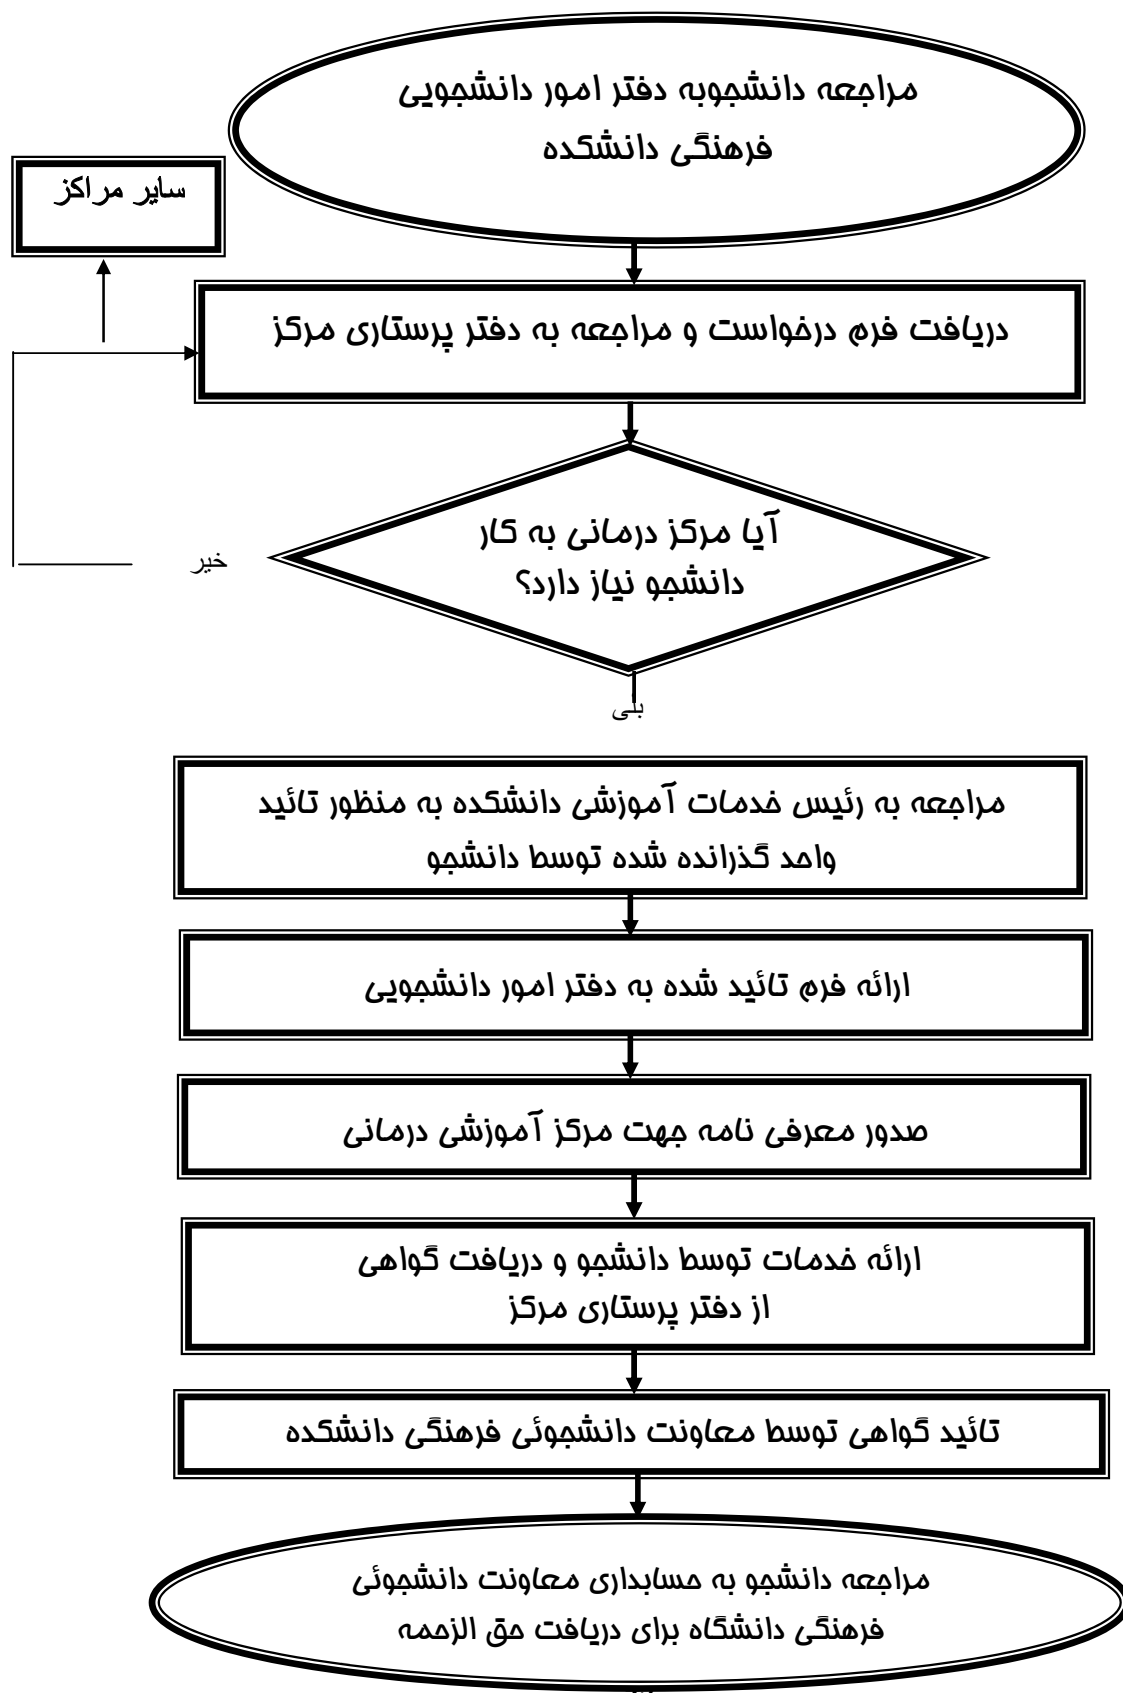 مراجعه دانشجوبه دفتر امور دانشجویی
فرهنگی دانشکده
سایر مراکز
دریافت فرم درخواست و مراجعه به دفتر پرستاری مرکز
آیا مرکز درمانی به کار
دانشجو نیاز دارد؟
خیر
بلی
مراجعه به رئیس خدمات آموزشی دانشکده به منظور تائید
واحد گذرانده شده توسط دانشجو
ارائه فرم تائید شده به دفتر امور دانشجویی
صدور معرفی نامه جهت مرکز آموزشی درمانی
ارائه خدمات توسط دانشجو و دریافت گواهی
از دفتر پرستاری مرکز
تائید گواهی توسط معاونت دانشجوئی فرهنگی دانشکده
مراجعه دانشجو به حسابداری معاونت دانشجوئی
فرهنگی دانشگاه برای دریافت حق الزحمه